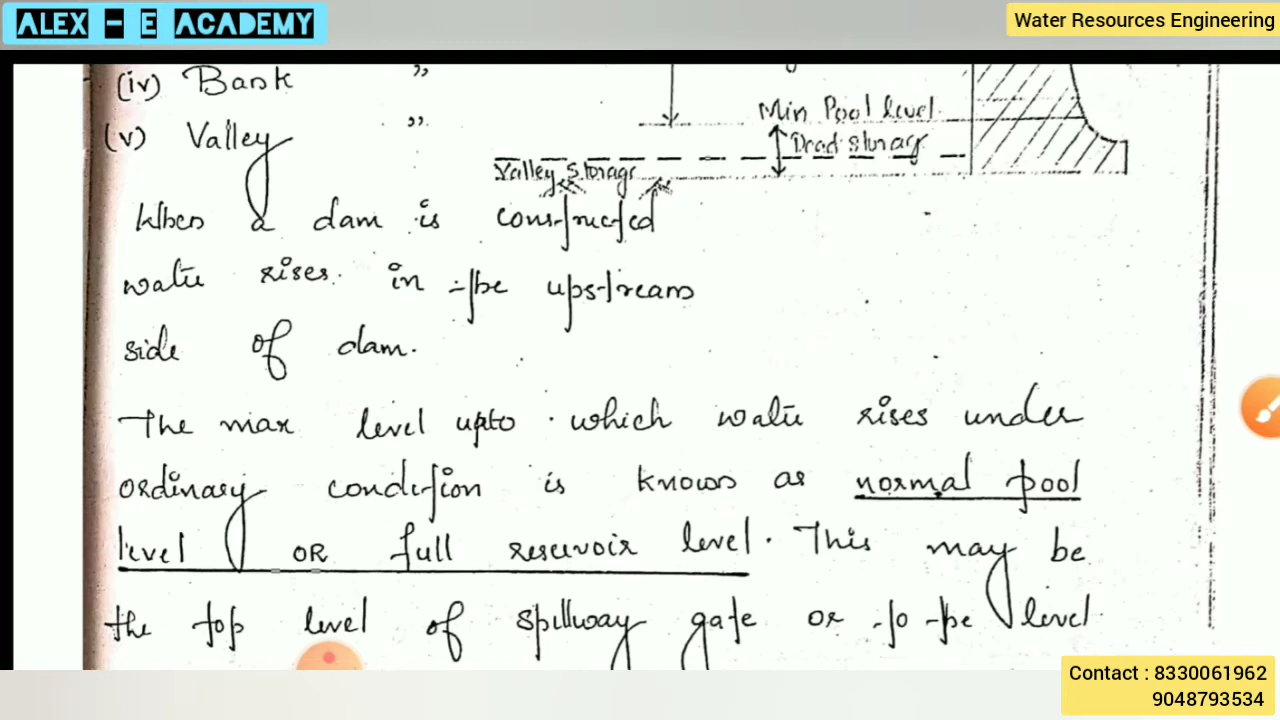 ALEX - E ACADEMY
Water Resources Engineering
(iv) Bank "
(v) Valley "
Min Pool level
Dead storage
Valley storage
When a dam is constructed
water rises in the upstream
side of dam.
The max level upto which water rises under
ordinary condition is known as normal pool
level OR full reservoir level. This may be
the top level of spillway gate or to the level
Contact : 8330061962
9048793534